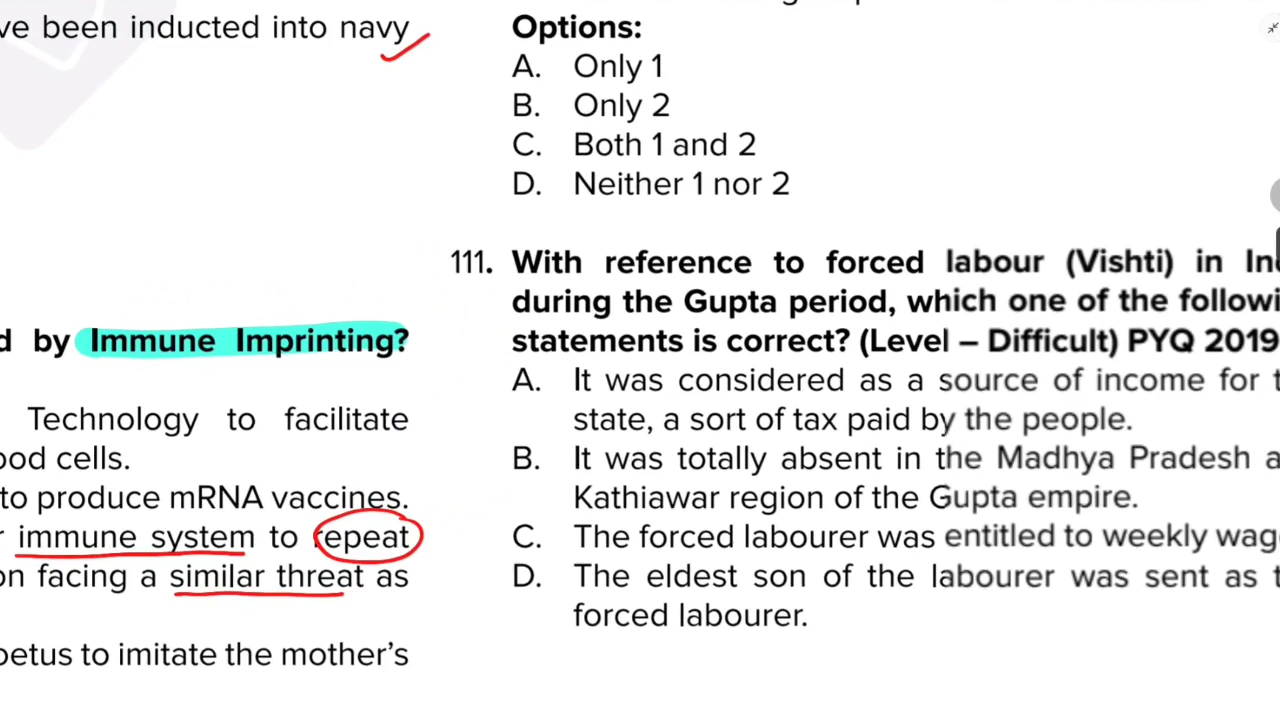 ve been inducted into navy
d by Immune Imprinting?
Technology to facilitate
ood cells.
to produce mRNA vaccines.
immune system to repeat
on facing a similar threat as
oetus to imitate the mother's
Options:
A. Only 1
B. Only 2
C. Both 1 and 2
D. Neither 1 nor 2
111. With reference to forced labour (Vishti) in In
during the Gupta period, which one of the followi
statements is correct? (Level – Difficult) PYQ 2019
A. It was considered as a source of income for t
state, a sort of tax paid by the people.
B. It was totally absent in the Madhya Pradesh a
Kathiawar region of the Gupta empire.
C. The forced labourer was entitled to weekly wag
D. The eldest son of the labourer was sent as t
forced labourer.